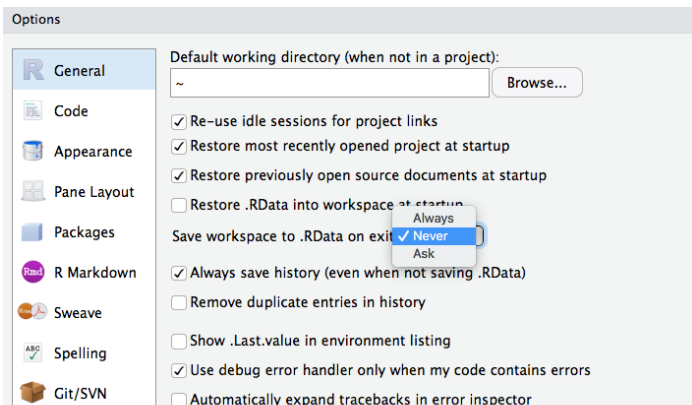 Options
General
Code
Appearance
Pane Layout
Packages
Rmd R Markdown
Sweave
ABC Spelling
Git/SVN
Default working directory (when not in a project):
~
Browse...
Re-use idle sessions for project links
Restore most recently opened project at startup
Restore previously open source documents at startup
Restore .RData into workspace at startup
Save workspace to .RData on exit
Always
Never
Ask
Always save history (even when not saving .RData)
Remove duplicate entries in history
Show .Last.value in environment listing
Use debug error handler only when my code contains errors
Automatically expand tracebacks in error inspector